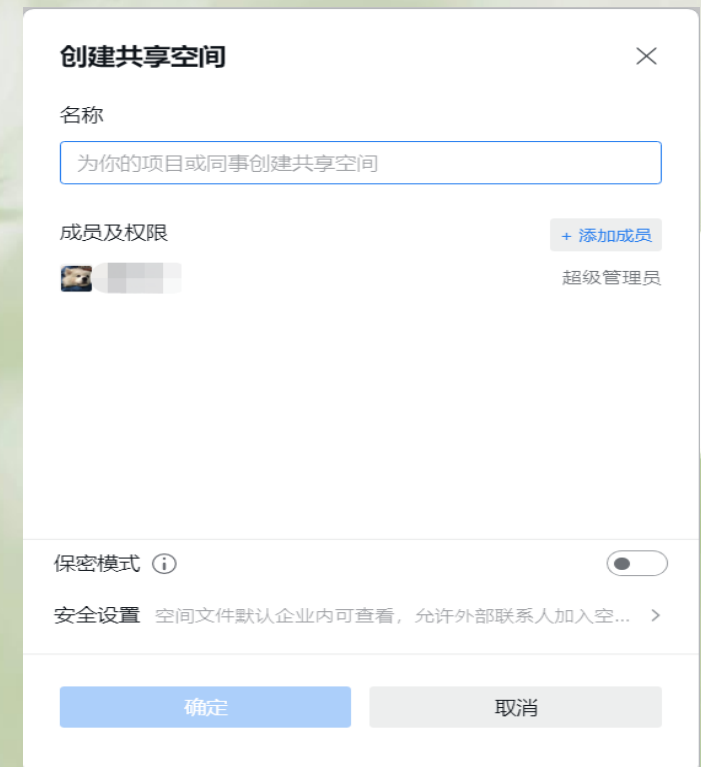 创建共享空间
名称
为你的项目或同事创建共享空间
成员及权限
+ 添加成员
超级管理员
保密模式
安全设置 空间文件默认企业内可查看，允许外部联系人加入空...
确定
取消